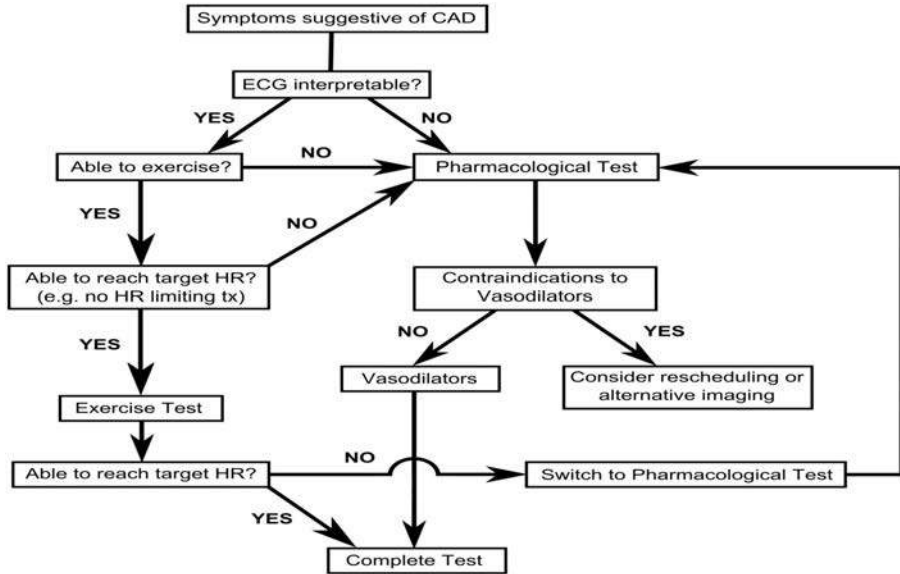 Symptoms suggestive of CAD
ECG interpretable?
YES
NO
Able to exercise?
NO
Pharmacological Test
YES
NO
Able to reach target HR?
(e.g. no HR limiting tx)
Contraindications to
Vasodilators
YES
NO
YES
Vasodilators
Consider rescheduling or
alternative imaging
Exercise Test
Able to reach target HR?
NO
Switch to Pharmacological Test
YES
Complete Test